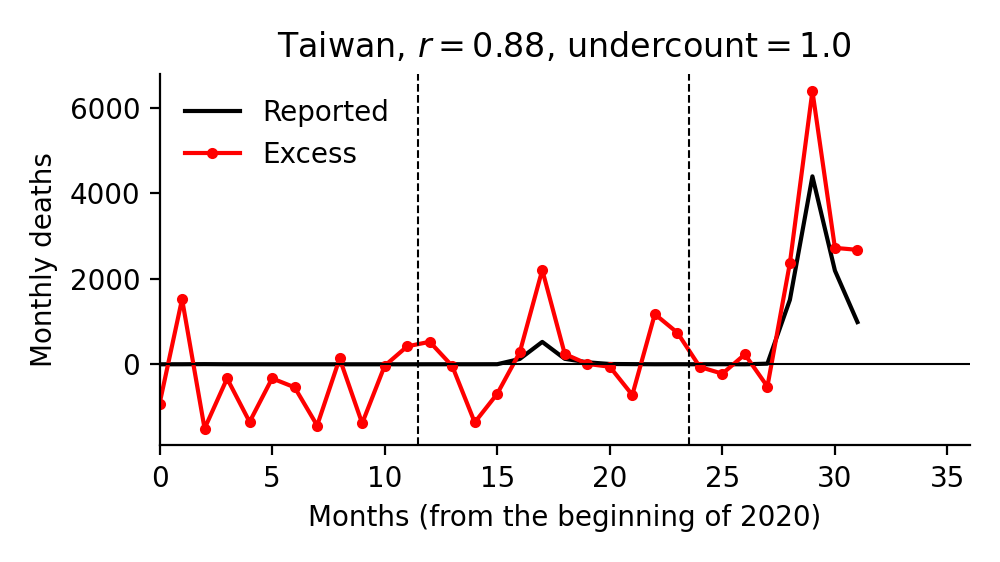 Taiwan, r = 0.88, undercount = 1.0
Reported
Excess
Monthly deaths
6000
4000
2000
0
0 5 10 15 20 25 30 35
Months (from the beginning of 2020)